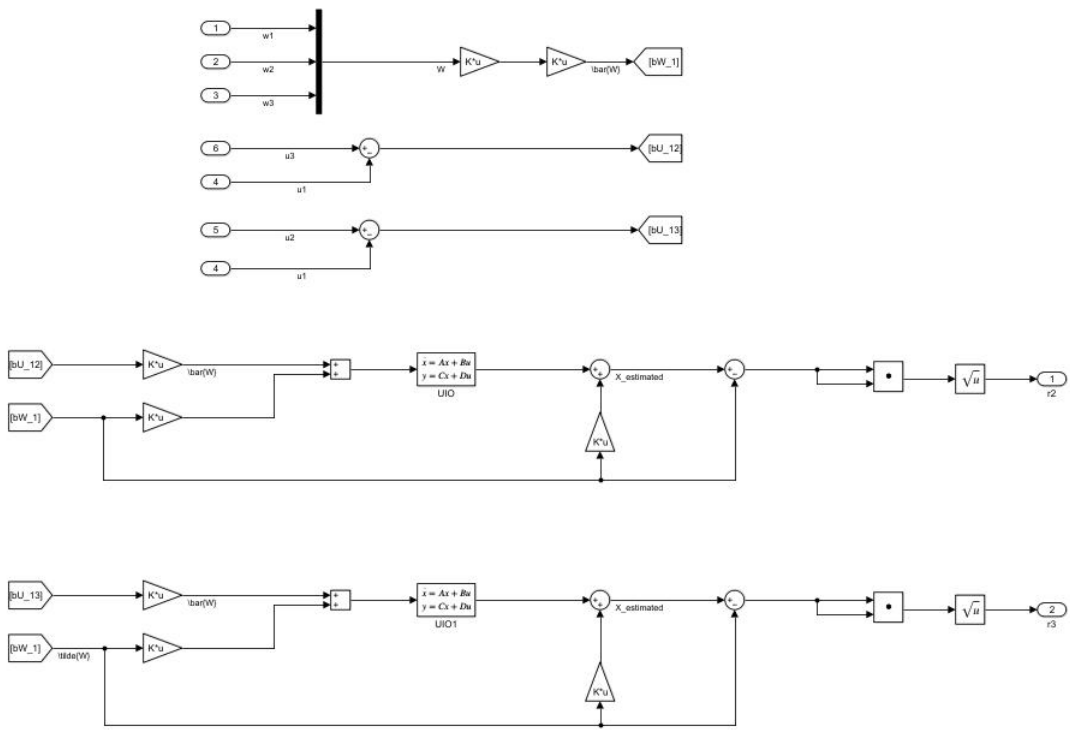 1
w1
2
w2
3
w3
W
K*u
K*u
\bar{W}
[bW_1]
6
u3
+
−
[bU_12]
4
u1
5
u2
+
−
[bU_13]
4
u1
[bU_12]
K*u
\bar{W}
+
+
ẋ = Ax + Bu
y = Cx + Du
UIO
+
+
X_estimated
+
−
√u
1
r2
[bW_1]
K*u
K*u
[bU_13]
K*u
\bar{W}
+
+
ẋ = Ax + Bu
y = Cx + Du
UIO1
+
+
X_estimated
+
−
√u
2
r3
[bW_1]
\tilde{W}
K*u
K*u